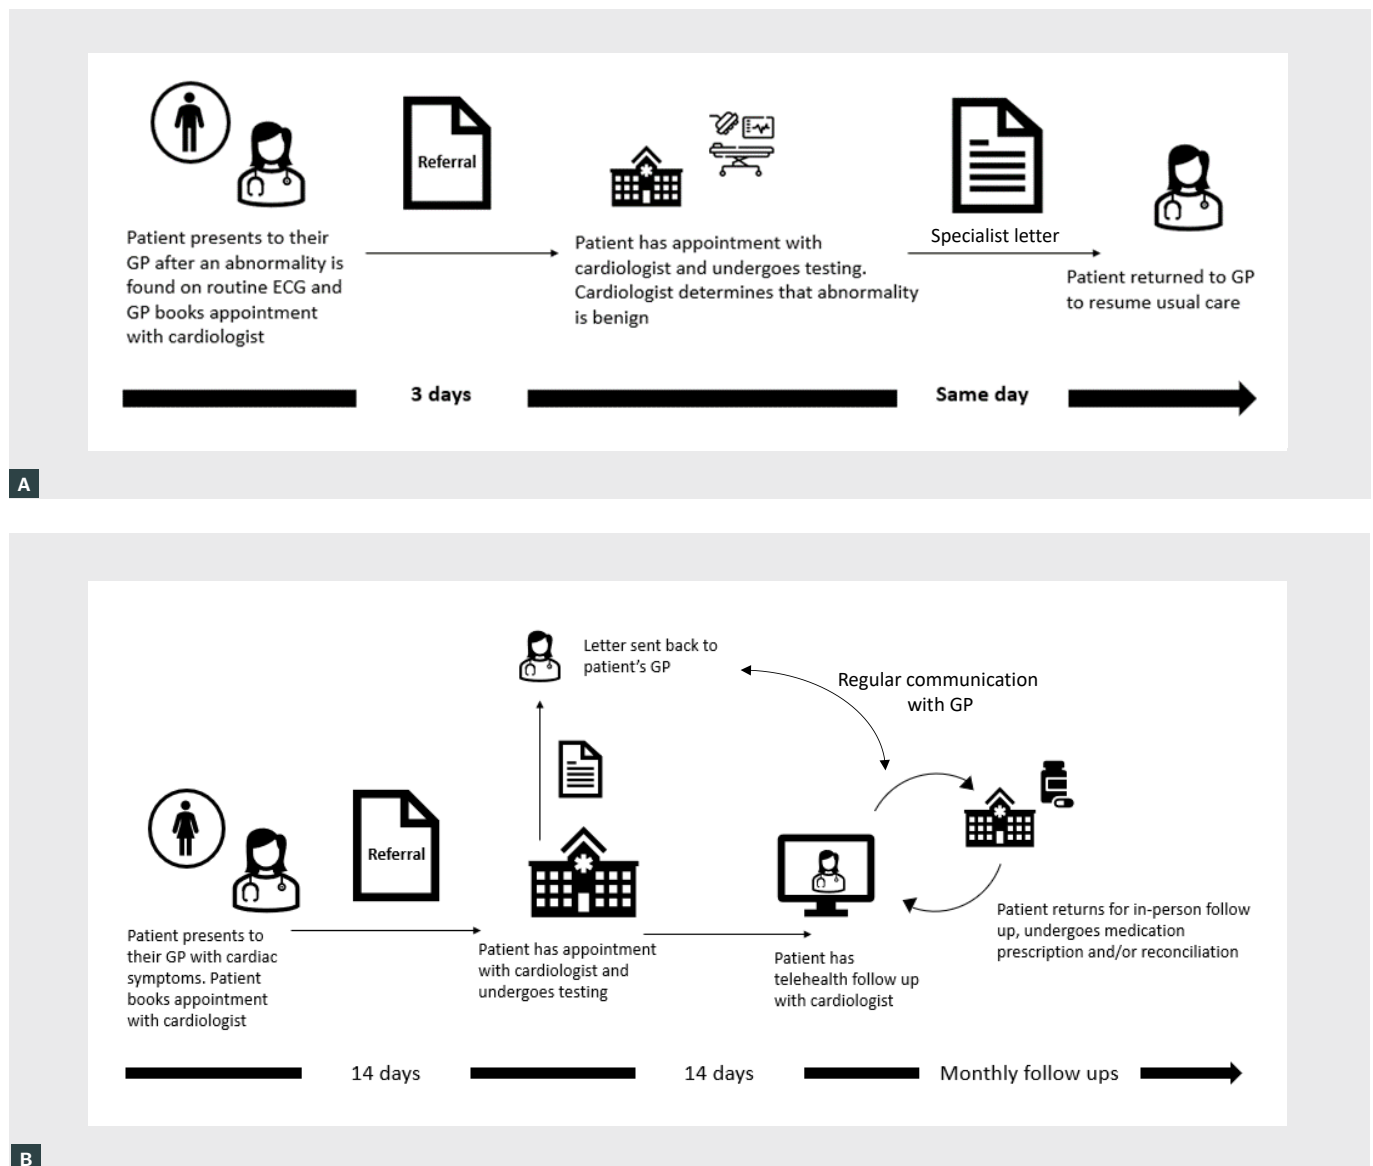 Referral
Patient presents to their
GP after an abnormality is
found on routine ECG and
GP books appointment
with cardiologist
Patient has appointment with
cardiologist and undergoes testing.
Cardiologist determines that abnormality
is benign
Specialist letter
Patient returned to GP
to resume usual care
3 days
Same day
A
Letter sent back to
patient's GP
Regular communication
with GP
Referral
Patient presents to
their GP with cardiac
symptoms. Patient
books appointment
with cardiologist
Patient has appointment
with cardiologist and
undergoes testing
Patient has
telehealth follow up
with cardiologist
Patient returns for in-person follow
up, undergoes medication
prescription and/or reconciliation
14 days
14 days
Monthly follow ups
B